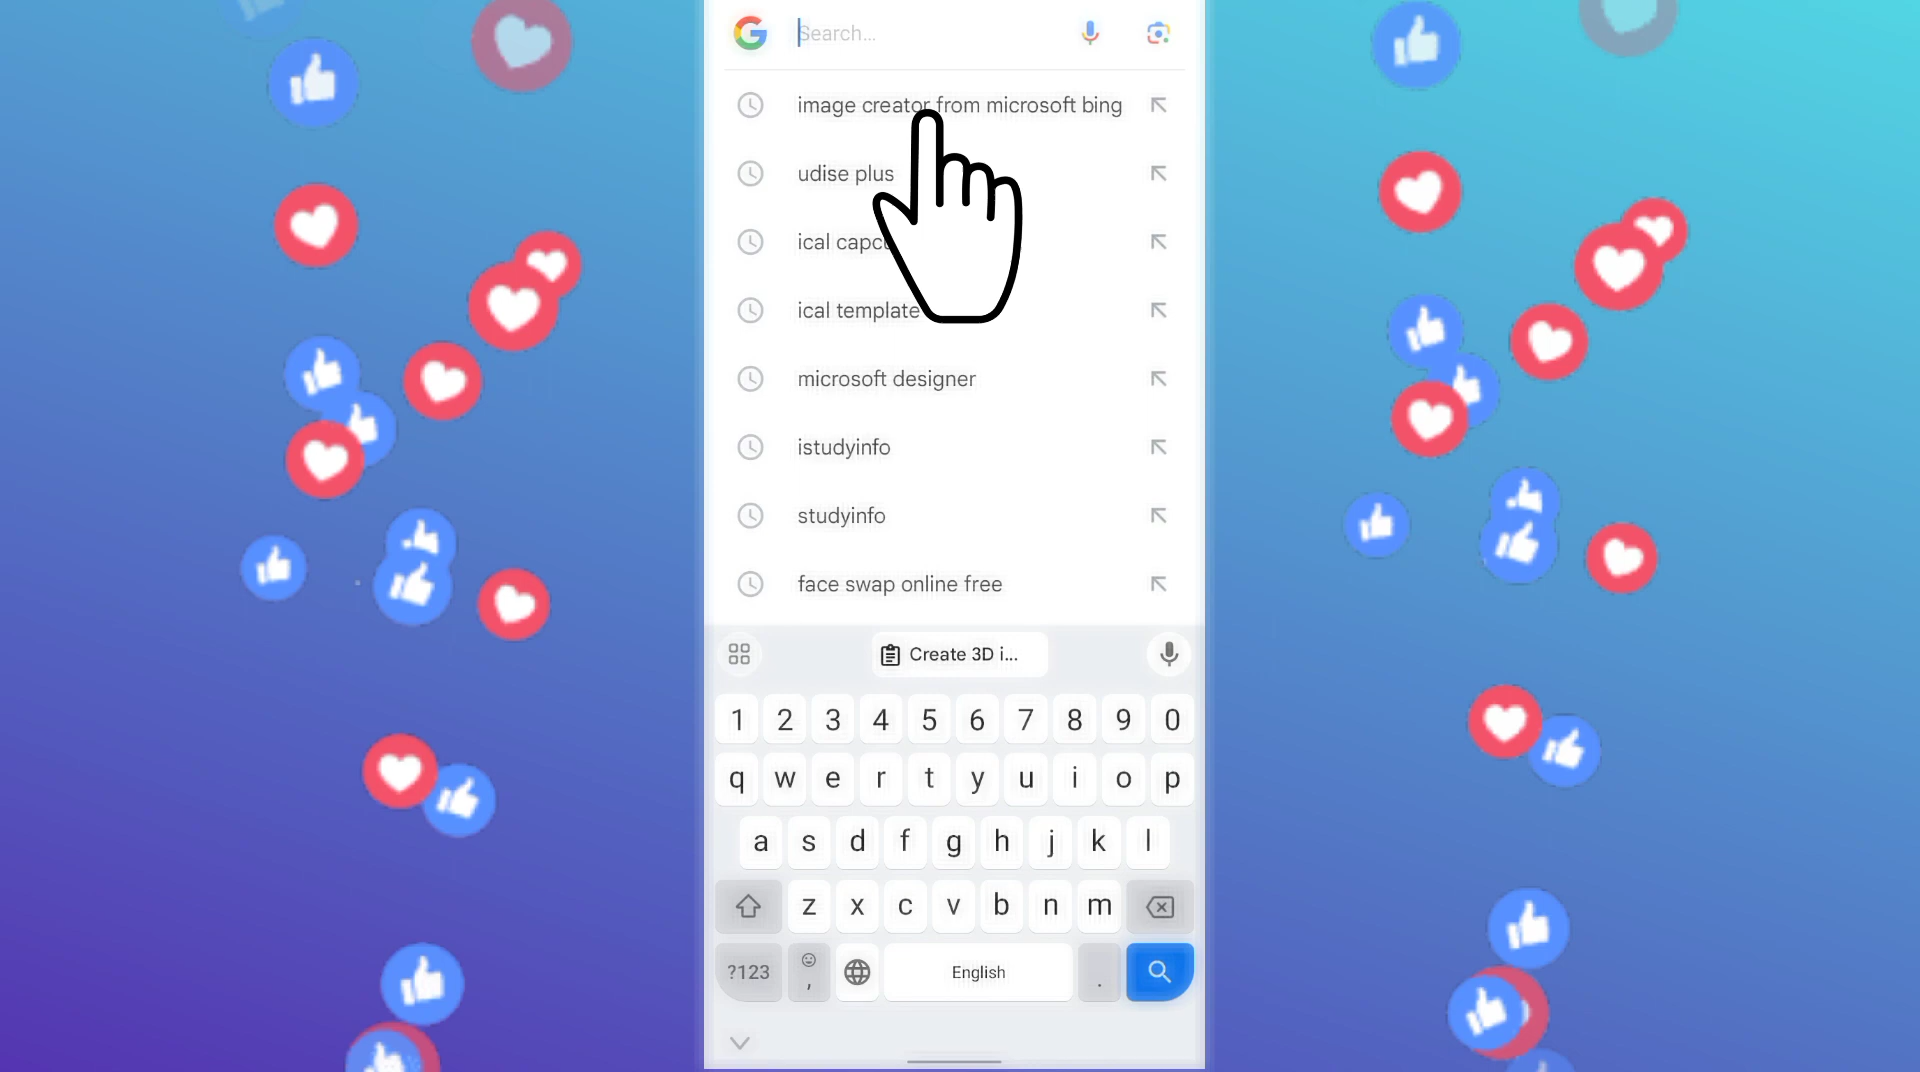 Search...
image creator from microsoft bing
udise plus
ical capcu
ical template
microsoft designer
istudyinfo
studyinfo
face swap online free
Create 3D i...
1 2 3 4 5 6 7 8 9 0
q w e r t y u i o p
a s d f g h j k l
z x c v b n m
?123 , English .